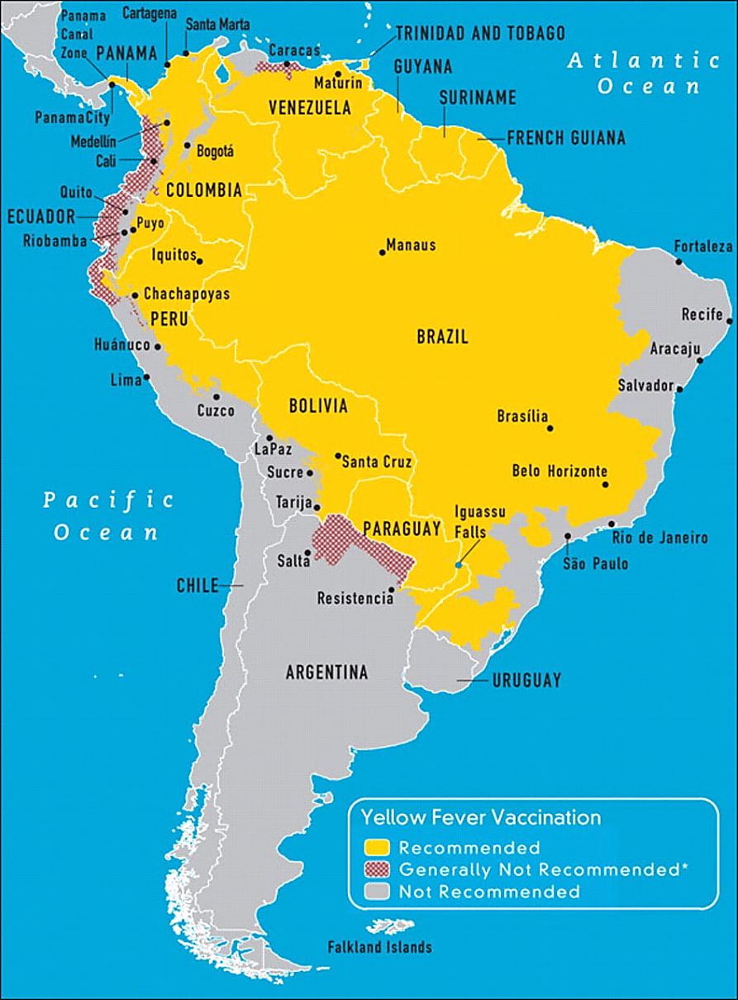 Panama
Canal
Zone
Cartagena
Santa Marta
PANAMA
Caracas
TRINIDAD AND TOBAGO
GUYANA
Atlantic
Ocean
Maturin
SURINAME
VENEZUELA
PanamaCity
FRENCH GUIANA
Medellín
Bogotá
Cali
COLOMBIA
Quito
ECUADOR
Puyo
Riobamba
Iquitos
Manaus
Fortaleza
Chachapoyas
PERU
Recife
BRAZIL
Huánuco
Aracaju
Lima
Salvador
Cuzco
BOLIVIA
Brasília
LaPaz
Santa Cruz
Sucre
Belo Horizonte
Pacific
Ocean
Tarija
Iguassu
Falls
PARAGUAY
Rio de Janeiro
Salta
São Paulo
CHILE
Resistencia
ARGENTINA
URUGUAY
Yellow Fever Vaccination
Recommended
Generally Not Recommended*
Not Recommended
Falkland Islands